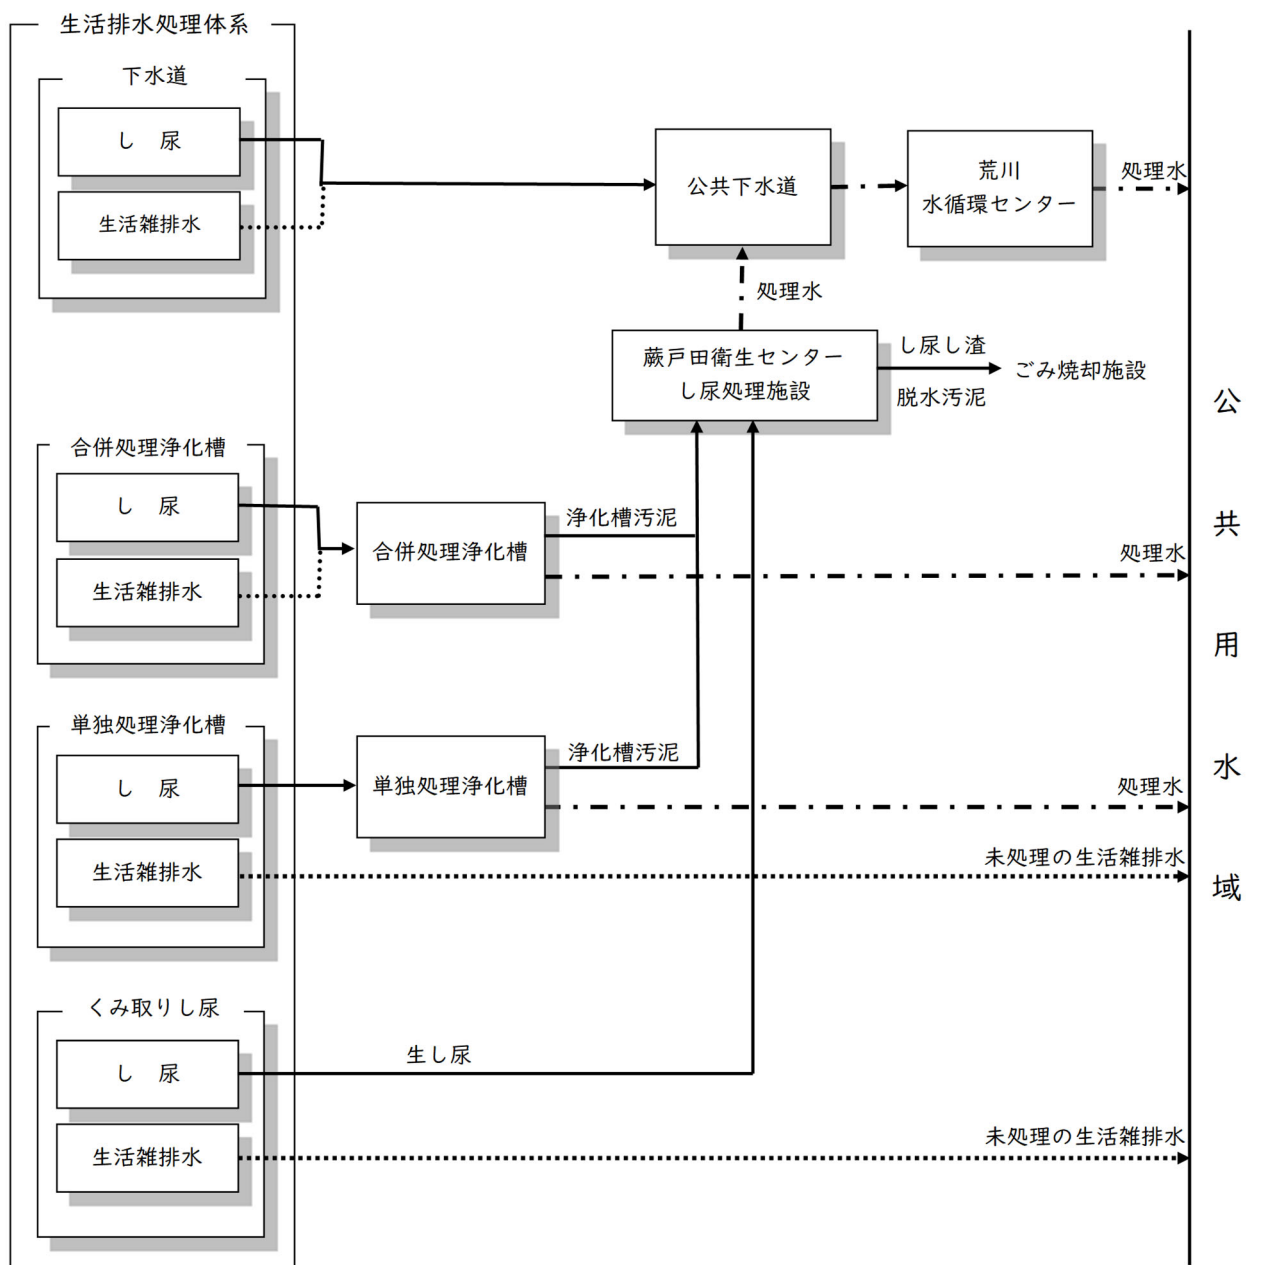 生活排水処理体系
下水道
し　尿
生活雑排水
公共下水道
荒川
水循環センター
処理水
処理水
蕨戸田衛生センター
し尿処理施設
し尿し渣
脱水汚泥
ごみ焼却施設
合併処理浄化槽
し　尿
生活雑排水
合併処理浄化槽
浄化槽汚泥
処理水
単独処理浄化槽
し　尿
生活雑排水
単独処理浄化槽
浄化槽汚泥
処理水
未処理の生活雑排水
くみ取りし尿
し　尿
生活雑排水
生し尿
未処理の生活雑排水
公共用水域